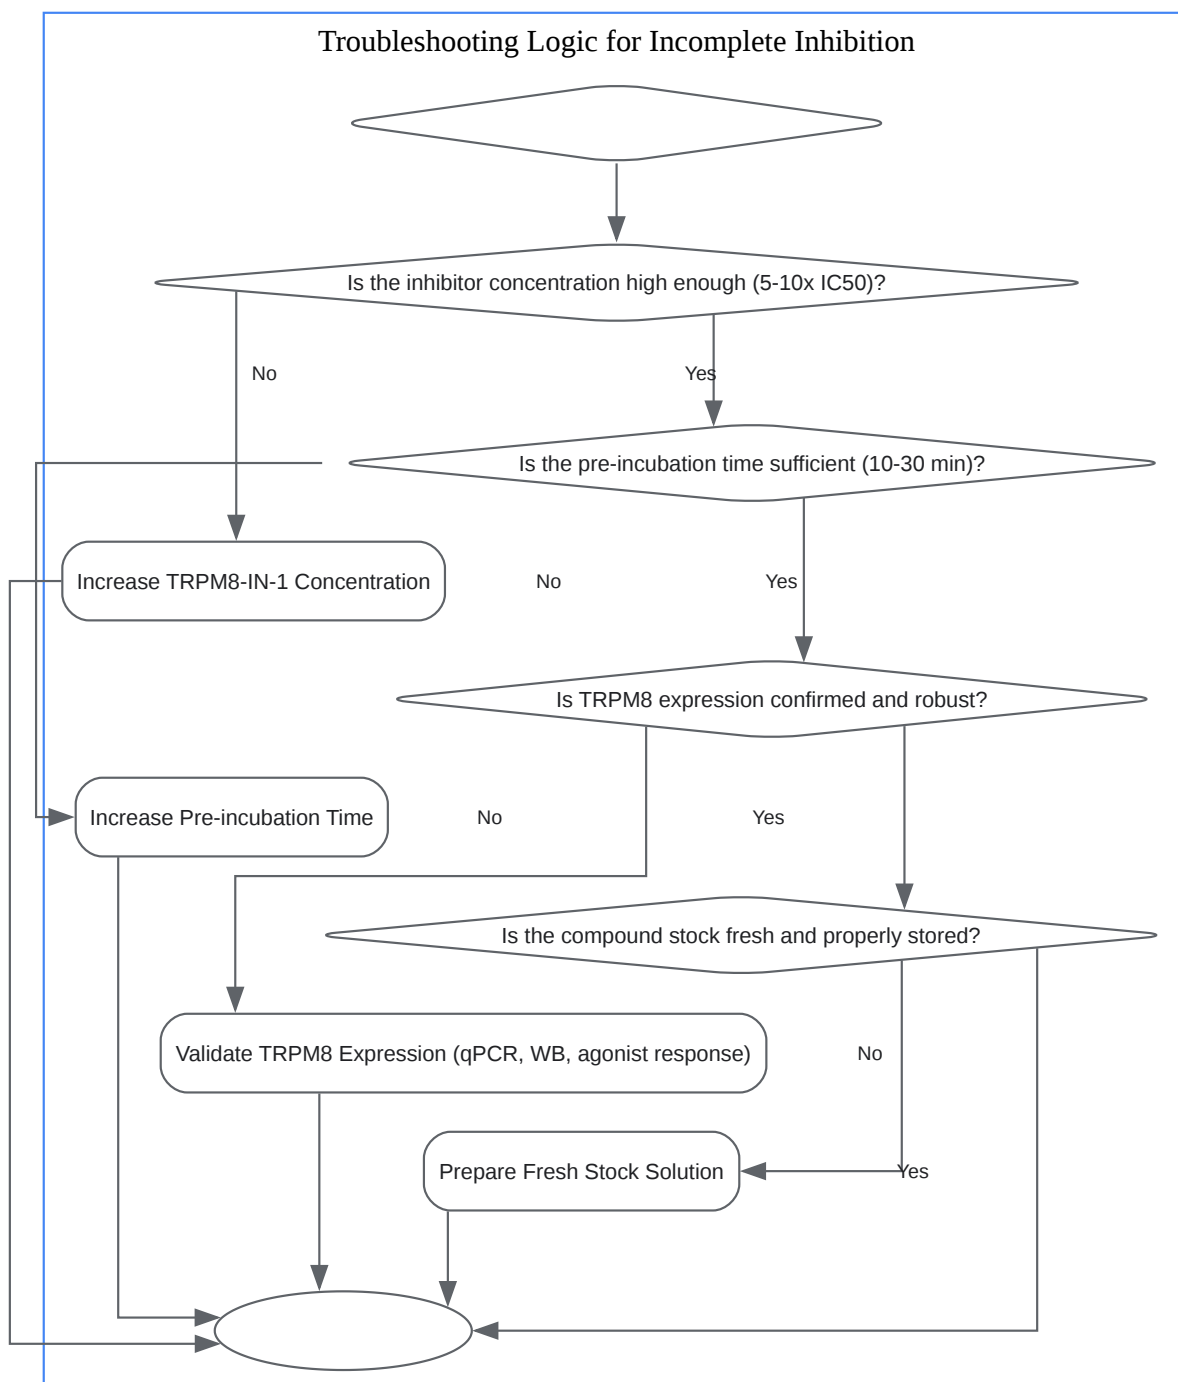 Troubleshooting Logic for Incomplete Inhibition
Is the inhibitor concentration high enough (5-10x IC50)?
No
Yes
Is the pre-incubation time sufficient (10-30 min)?
Increase TRPM8-IN-1 Concentration
No
Yes
Is TRPM8 expression confirmed and robust?
Increase Pre-incubation Time
No
Yes
Is the compound stock fresh and properly stored?
Validate TRPM8 Expression (qPCR, WB, agonist response)
No
Prepare Fresh Stock Solution
Yes